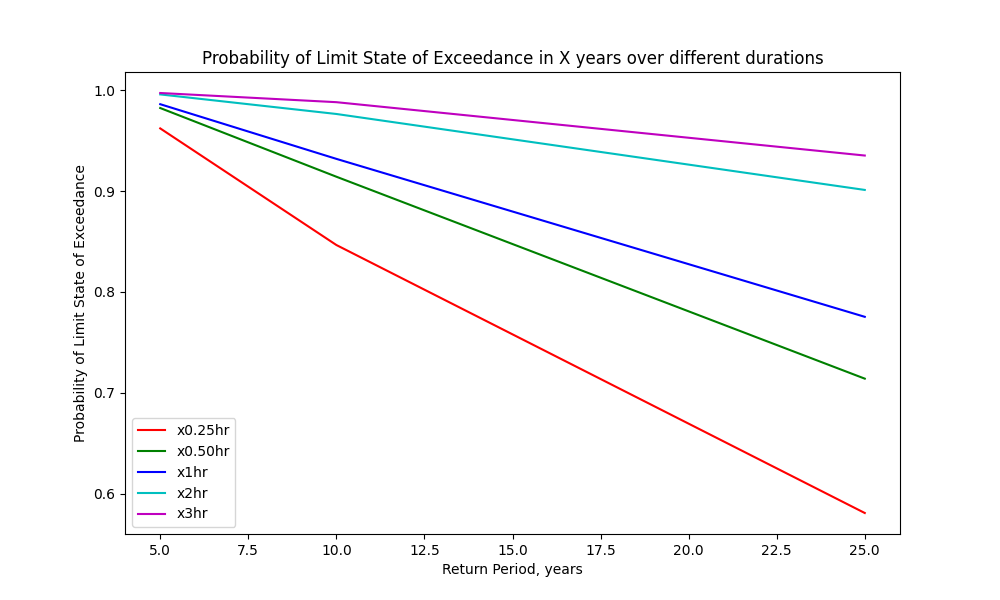 Probability of Limit State of Exceedance in X years over different durations
Probability of Limit State of Exceedance
1.0
0.9
0.8
0.7
0.6
x0.25hr
x0.50hr
x1hr
x2hr
x3hr
5.0 7.5 10.0 12.5 15.0 17.5 20.0 22.5 25.0
Return Period, years